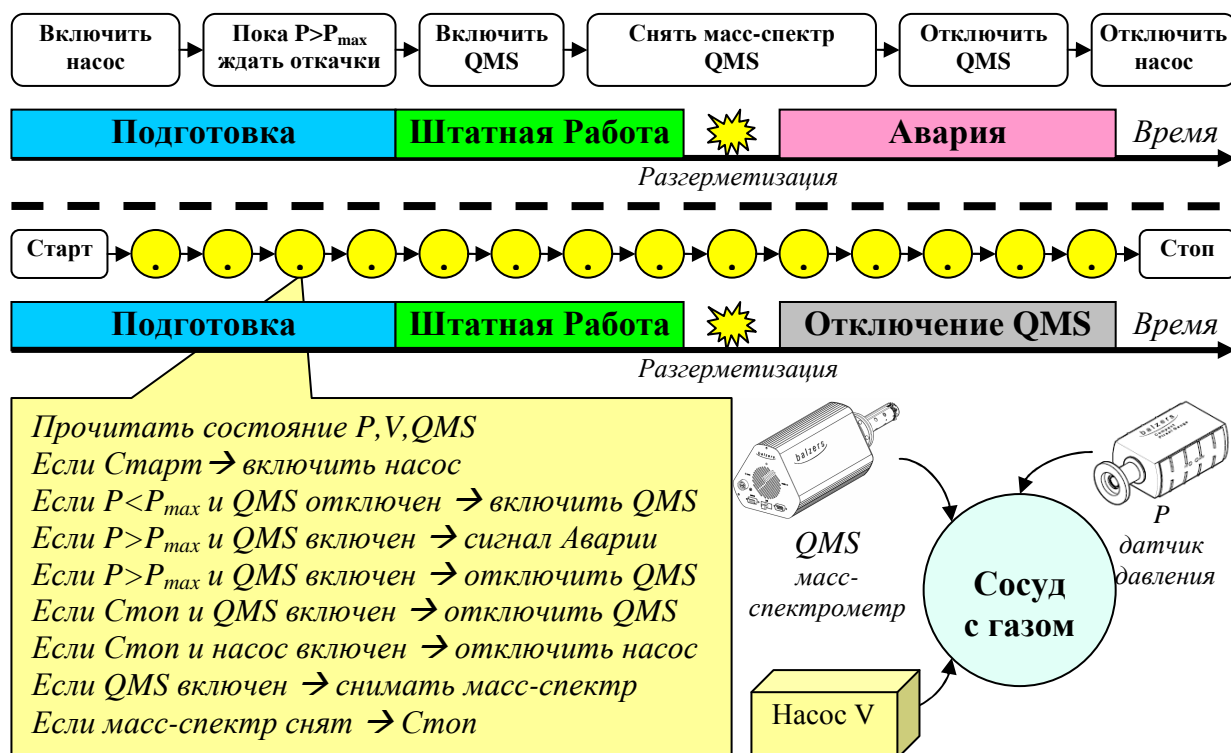 Включить
насос
Пока P>Pmax
ждать откачки
Включить
QMS
Снять масс-спектр
QMS
Отключить
QMS
Отключить
насос
Подготовка
Штатная Работа
Авария
Время
Разгерметизация
Старт
Стоп
Подготовка
Штатная Работа
Отключение QMS
Время
Разгерметизация
Прочитать состояние P,V,QMS
Если Старт → включить насос
Если P<Pmax и QMS отключен → включить QMS
Если P>Pmax и QMS включен → сигнал Аварии
Если P>Pmax и QMS включен → отключить QMS
Если Стоп и QMS включен → отключить QMS
Если Стоп и насос включен → отключить насос
Если QMS включен → снимать масс-спектр
Если масс-спектр снят → Стоп
balzers
QMS
масс-
спектрометр
balzers
P
датчик
давления
Сосуд
с газом
Насос V